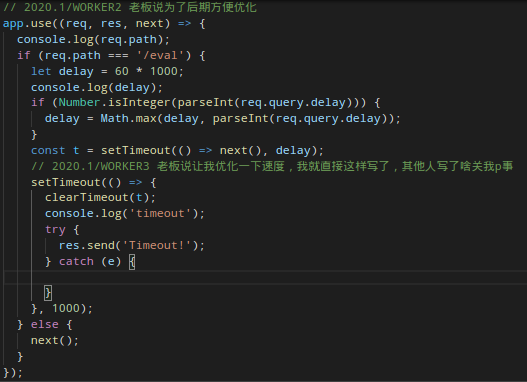 // 2020.1/WORKER2 老板说为了后期方便优化
app.use((req, res, next) => {
  console.log(req.path);
  if (req.path === '/eval') {
    let delay = 60 * 1000;
    console.log(delay);
    if (Number.isInteger(parseInt(req.query.delay))) {
      delay = Math.max(delay, parseInt(req.query.delay));
    }
    const t = setTimeout(() => next(), delay);
    // 2020.1/WORKER3 老板说让我优化一下速度，我就直接这样写了，其他人写了啥关我p事
    setTimeout(() => {
      clearTimeout(t);
      console.log('timeout');
      try {
        res.send('Timeout!');
      } catch (e) {

      }
    }, 1000);
  } else {
    next();
  }
});